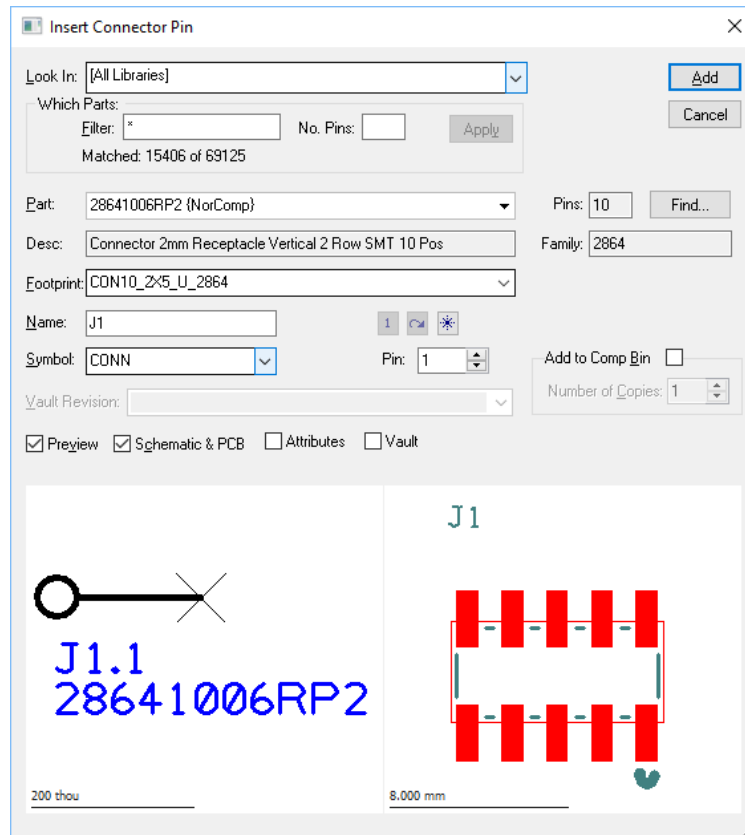 Insert Connector Pin
Look In: [All Libraries] Add
Which Parts: Cancel
Filter: * No. Pins: Apply
Matched: 15406 of 69125
Part: 28641006RP2 {NorComp} Pins: 10 Find...
Desc: Connector 2mm Receptacle Vertical 2 Row SMT 10 Pos Family: 2864
Footprint: CON10_2X5_U_2864
Name: J1 1
Symbol: CONN Pin: 1 Add to Comp Bin
Vault Revision: Number of Copies: 1
Preview Schematic & PCB Attributes Vault
J1
J1.1
28641006RP2
200 thou 8.000 mm